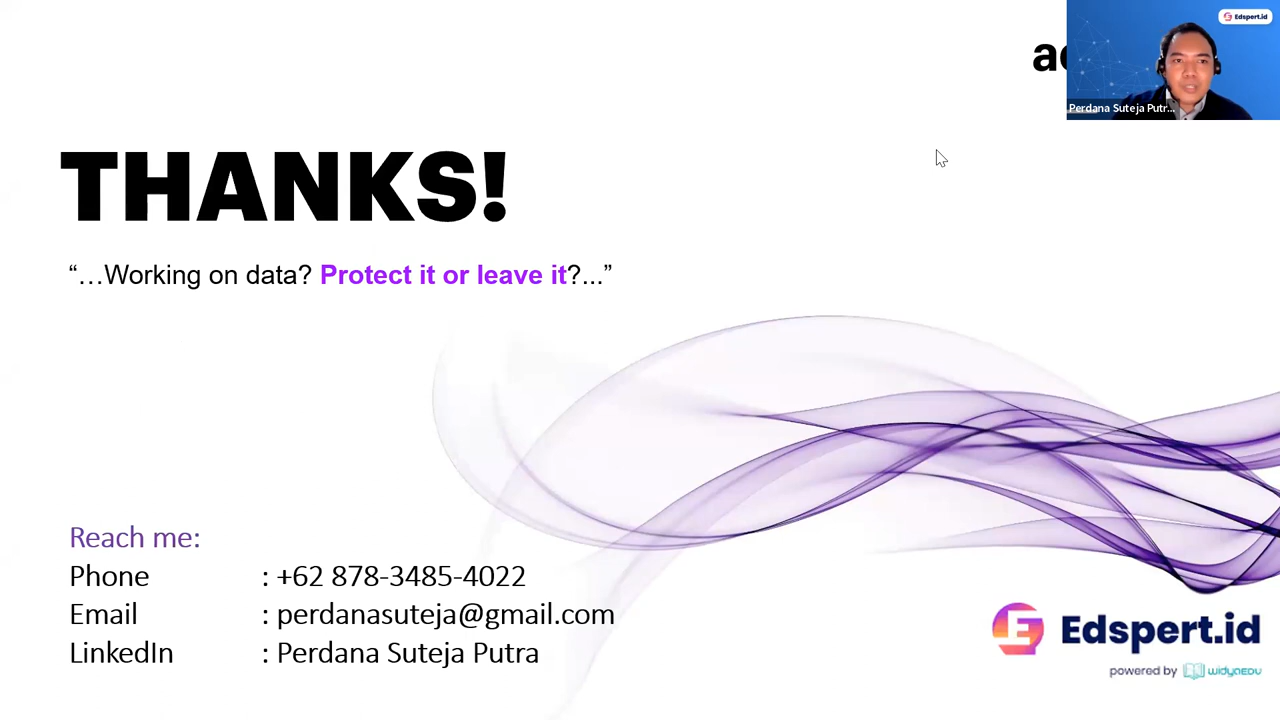 Edspert.id
Perdana Suteja Putr...
THANKS!
“…Working on data? Protect it or leave it?...”
Reach me:
Phone : +62 878-3485-4022
Email : perdanasuteja@gmail.com
LinkedIn : Perdana Suteja Putra
Edspert.id
powered by widyaedu